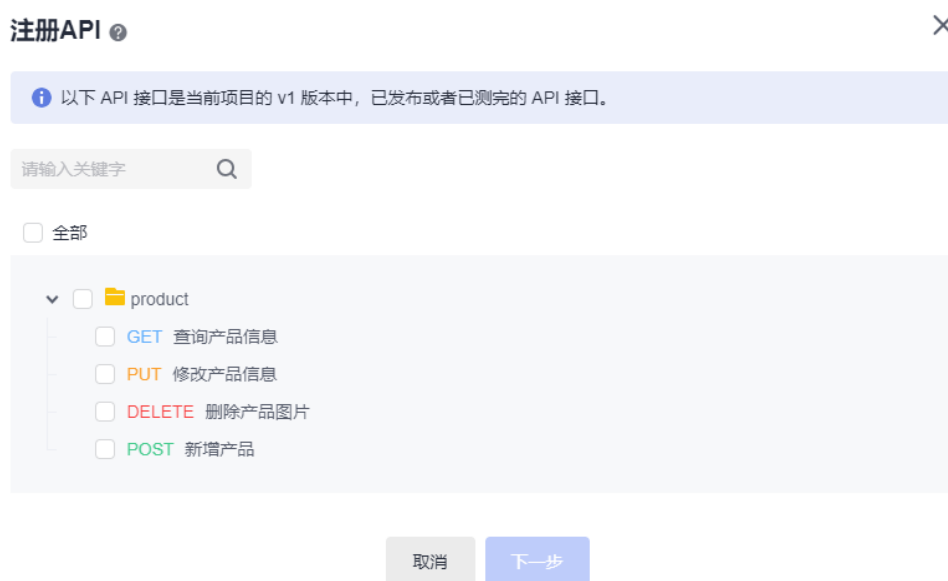 注册API ?
i 以下 API 接口是当前项目的 v1 版本中，已发布或者已测完的 API 接口。
请输入关键字
全部
product
GET 查询产品信息
PUT 修改产品信息
DELETE 删除产品图片
POST 新增产品
取消 下一步